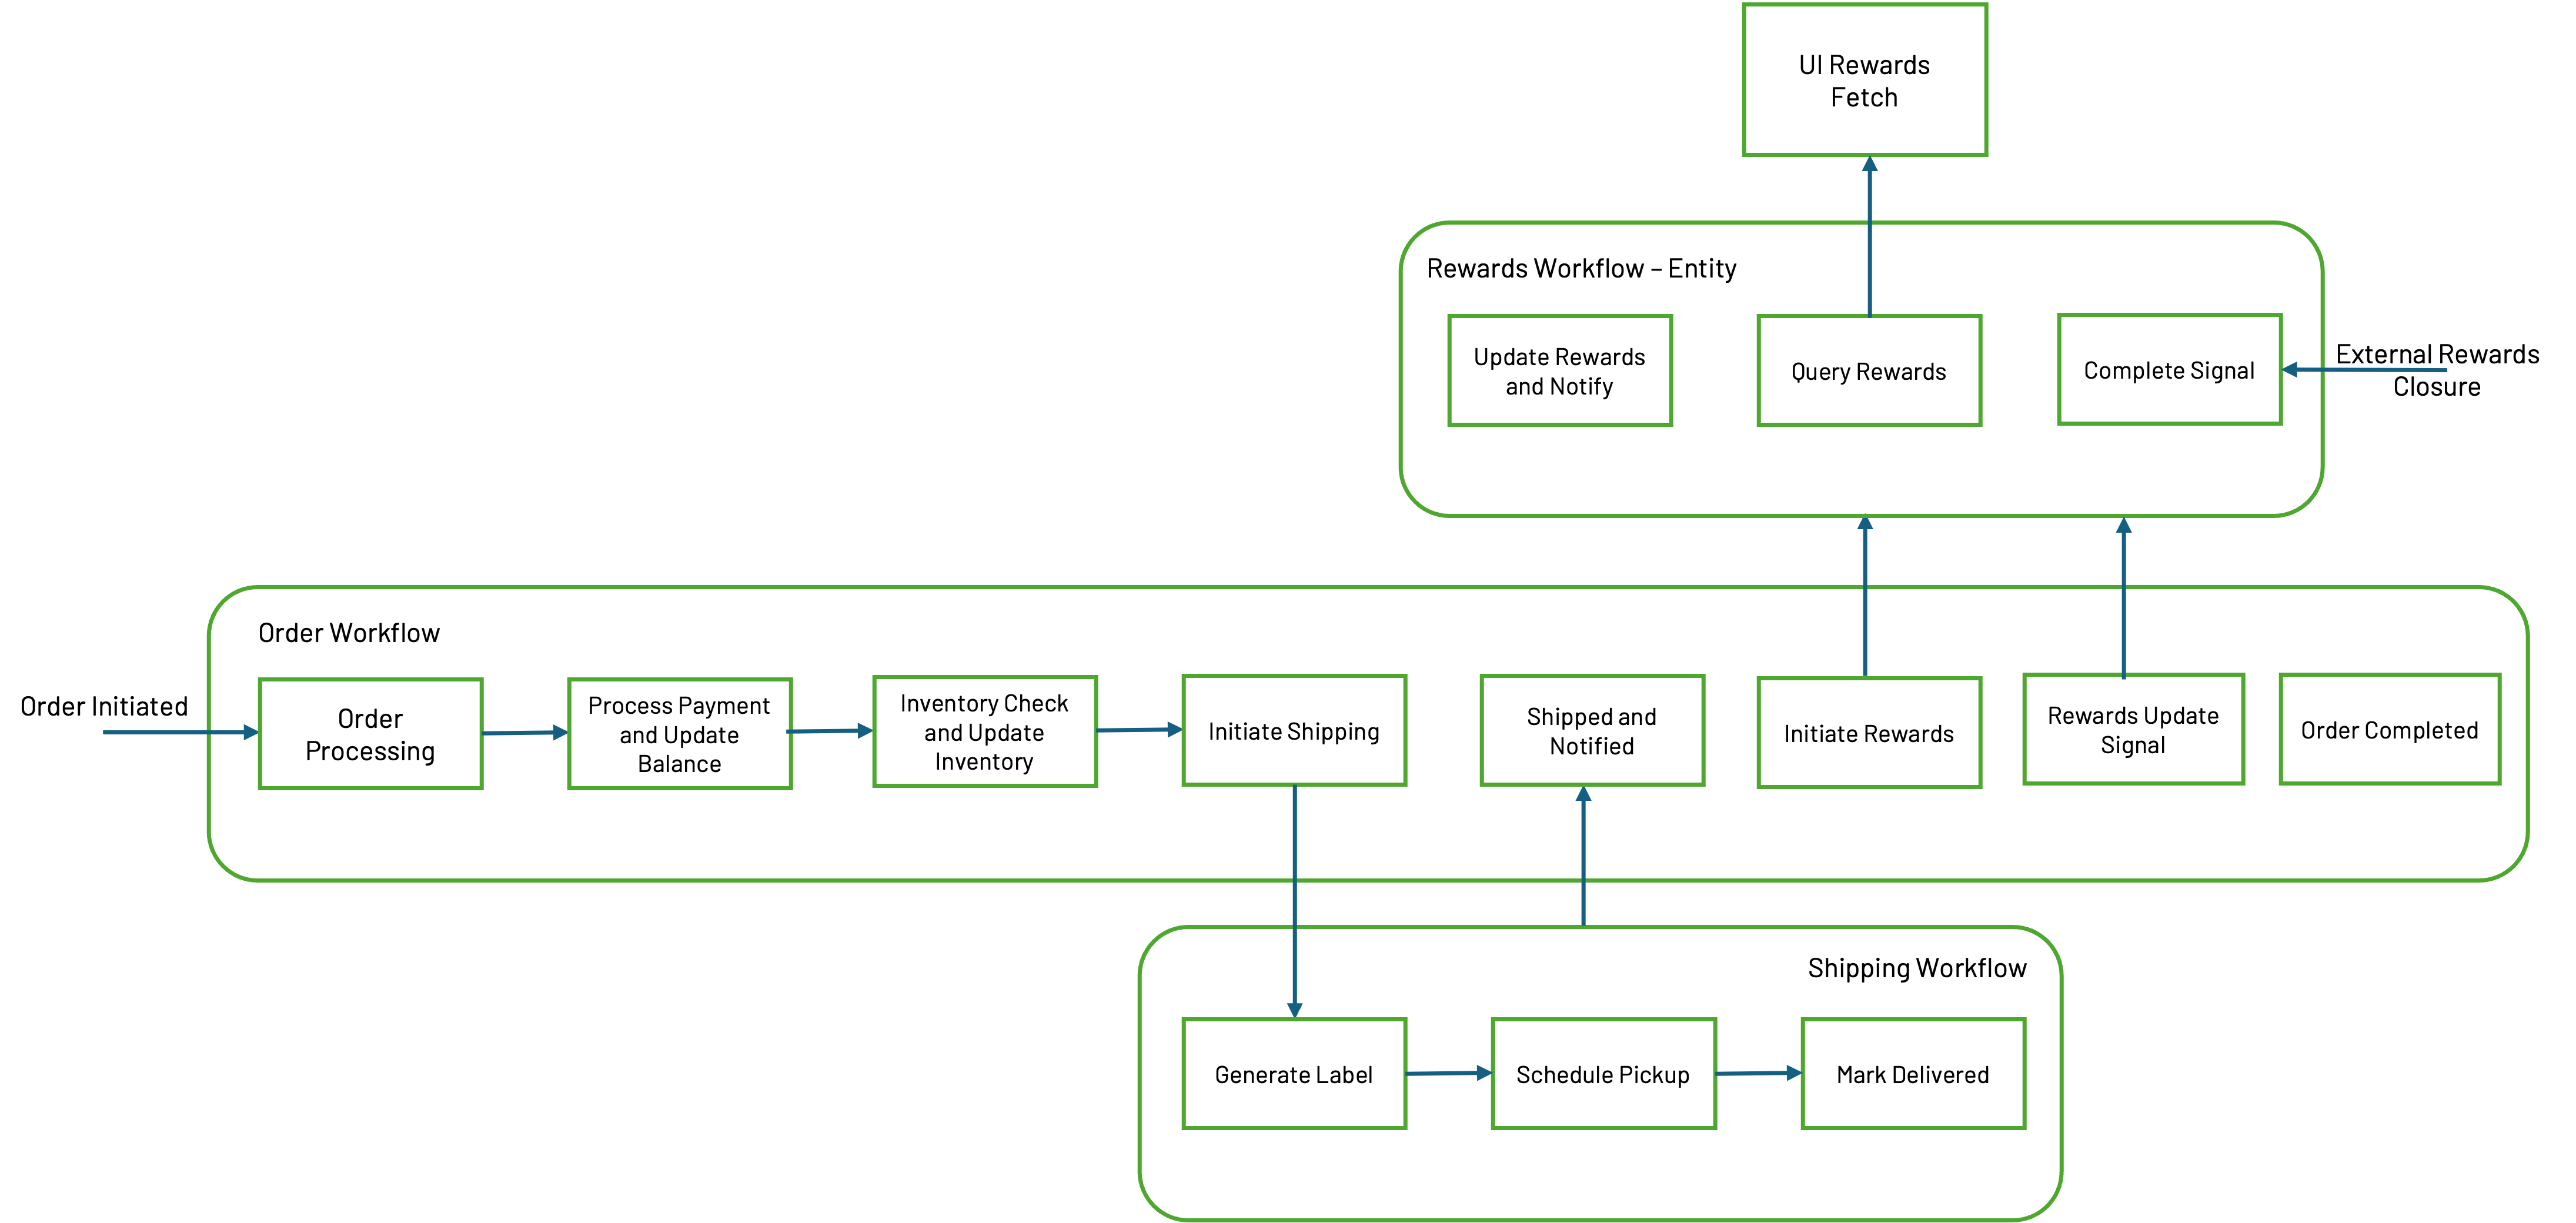 UI Rewards
Fetch
Rewards Workflow – Entity
Update Rewards
and Notify
Query Rewards
Complete Signal
External Rewards
Closure
Order Workflow
Order Initiated
Order
Processing
Process Payment
and Update
Balance
Inventory Check
and Update
Inventory
Initiate Shipping
Shipped and
Notified
Initiate Rewards
Rewards Update
Signal
Order Completed
Shipping Workflow
Generate Label
Schedule Pickup
Mark Delivered